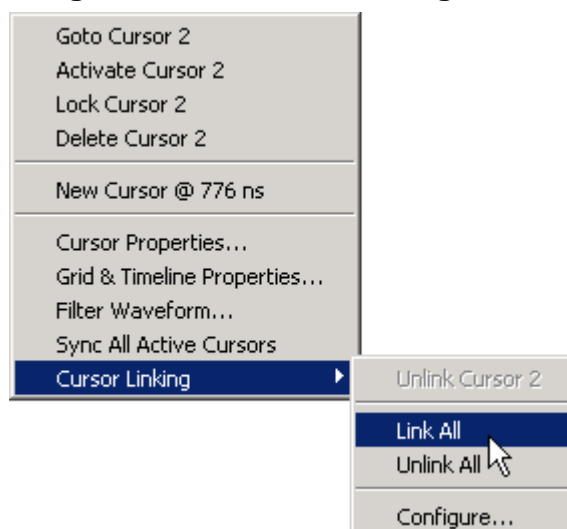 Goto Cursor 2
Activate Cursor 2
Lock Cursor 2
Delete Cursor 2
New Cursor @ 776 ns
Cursor Properties...
Grid & Timeline Properties...
Filter Waveform...
Sync All Active Cursors
Cursor Linking
Unlink Cursor 2
Link All
Unlink All
Configure...